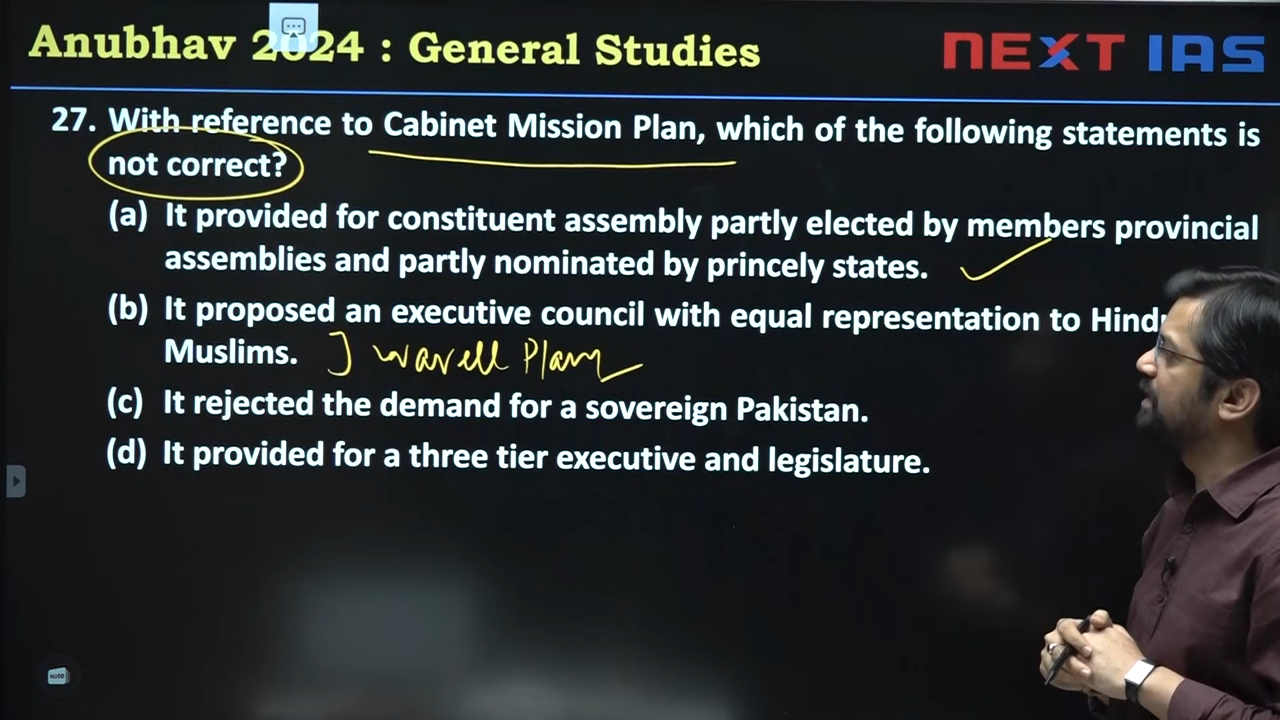 Anubhav 2024 : General Studies
NEXT IAS
27. With reference to Cabinet Mission Plan, which of the following statements is
not correct?
(a) It provided for constituent assembly partly elected by members provincial
assemblies and partly nominated by princely states.
(b) It proposed an executive council with equal representation to
Muslims. ] Wavell Plan
(c) It rejected the demand for a sovereign Pakistan.
(d) It provided for a three tier executive and legislature.
Note